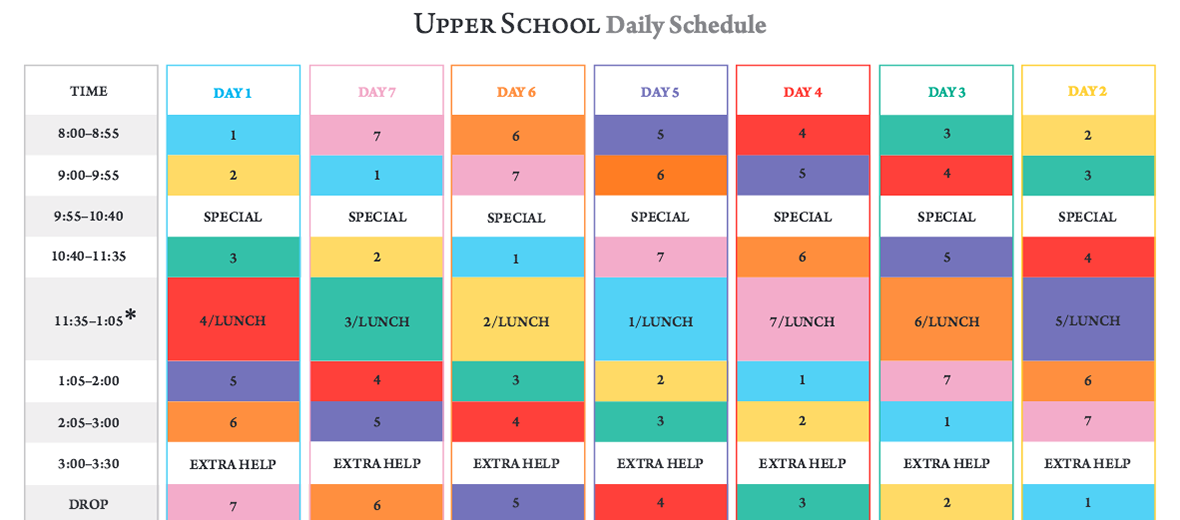 UPPER SCHOOL Daily Schedule
TIME DAY 1 DAY 7 DAY 6 DAY 5 DAY 4 DAY 3 DAY 2
8:00–8:55 1 7 6 5 4 3 2
9:00–9:55 2 1 7 6 5 4 3
9:55–10:40 SPECIAL SPECIAL SPECIAL SPECIAL SPECIAL SPECIAL SPECIAL
10:40–11:35 3 2 1 7 6 5 4
11:35–1:05* 4/LUNCH 3/LUNCH 2/LUNCH 1/LUNCH 7/LUNCH 6/LUNCH 5/LUNCH
1:05–2:00 5 4 3 2 1 7 6
2:05–3:00 6 5 4 3 2 1 7
3:00–3:30 EXTRA HELP EXTRA HELP EXTRA HELP EXTRA HELP EXTRA HELP EXTRA HELP EXTRA HELP
DROP 7 6 5 4 3 2 1